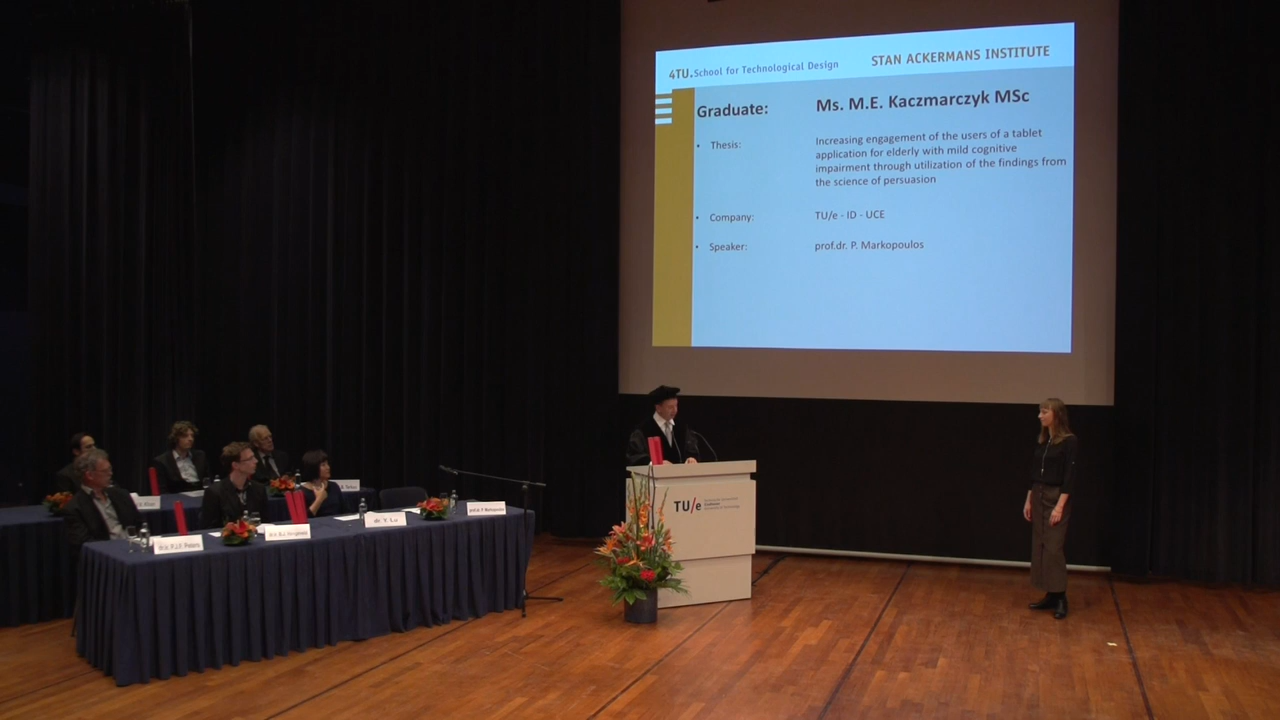 4TU. School for Technological Design
STAN ACKERMANS INSTITUTE
Graduate: Ms. M.E. Kaczmarczyk MSc
• Thesis: Increasing engagement of the users of a tablet
application for elderly with mild cognitive
impairment through utilization of the findings from
the science of persuasion
• Company: TU/e - ID - UCE
• Speaker: prof.dr. P. Markopoulos
TU/e
dr. Y. Lu